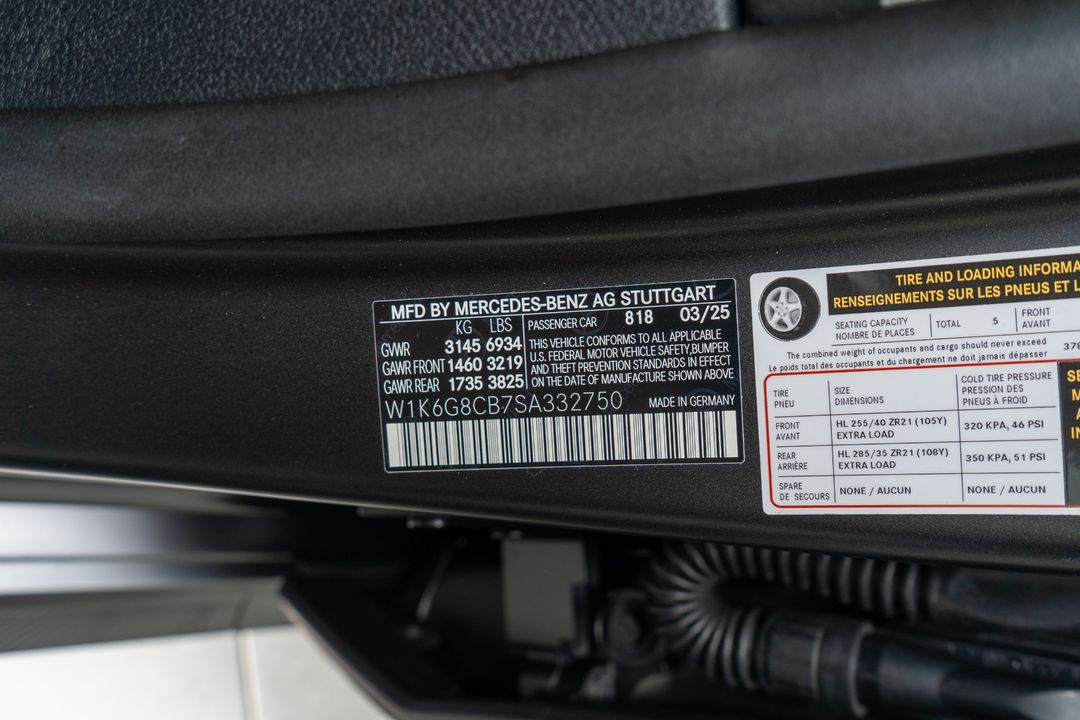 MFD BY MERCEDES-BENZ AG STUTTGART
KG LBS PASSENGER CAR 818 03/25
GVWR 3145 6934
GAWR FRONT 1460 3219
GAWR REAR 1735 3825
THIS VEHICLE CONFORMS TO ALL APPLICABLE
U.S. FEDERAL MOTOR VEHICLE SAFETY,BUMPER
AND THEFT PREVENTION STANDARDS IN EFFECT
ON THE DATE OF MANUFACTURE SHOWN ABOVE
W1K6G8CB7SA332750 MADE IN GERMANY
TIRE AND LOADING INFORMA
RENSEIGNEMENTS SUR LES PNEUS ET L
SEATING CAPACITY
NOMBRE DE PLACES
TOTAL 5
FRONT
AVANT
The combined weight of occupants and cargo should never exceed 378
Le poids total des occupants et du chargement ne doit jamais dépasser
TIRE
PNEU
SIZE
DIMENSIONS
COLD TIRE PRESSURE
PRESSION DES
PNEUS À FROID
FRONT
AVANT
HL 255/40 ZR21 (105Y)
EXTRA LOAD
320 KPA, 46 PSI
REAR
ARRIÈRE
HL 285/35 ZR21 (108Y)
EXTRA LOAD
350 KPA, 51 PSI
SPARE
DE SECOURS
NONE / AUCUN
NONE / AUCUN